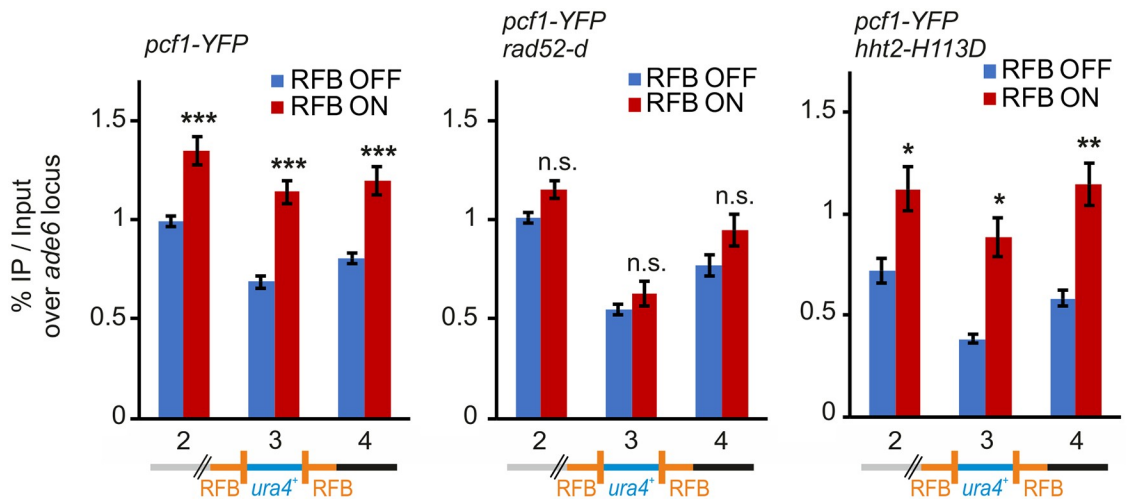 % IP / Input
over ade6 locus
pcf1-YFP
RFB OFF
RFB ON
1.5
1
0.5
0
***
***
***
2 3 4
RFB ura4+ RFB
pcf1-YFP
rad52-d
RFB OFF
RFB ON
1.5
1
0.5
0
n.s.
n.s.
n.s.
2 3 4
RFB ura4+ RFB
pcf1-YFP
hht2-H113D
RFB OFF
RFB ON
1.5
1
0.5
0
*
*
**
2 3 4
RFB ura4+ RFB